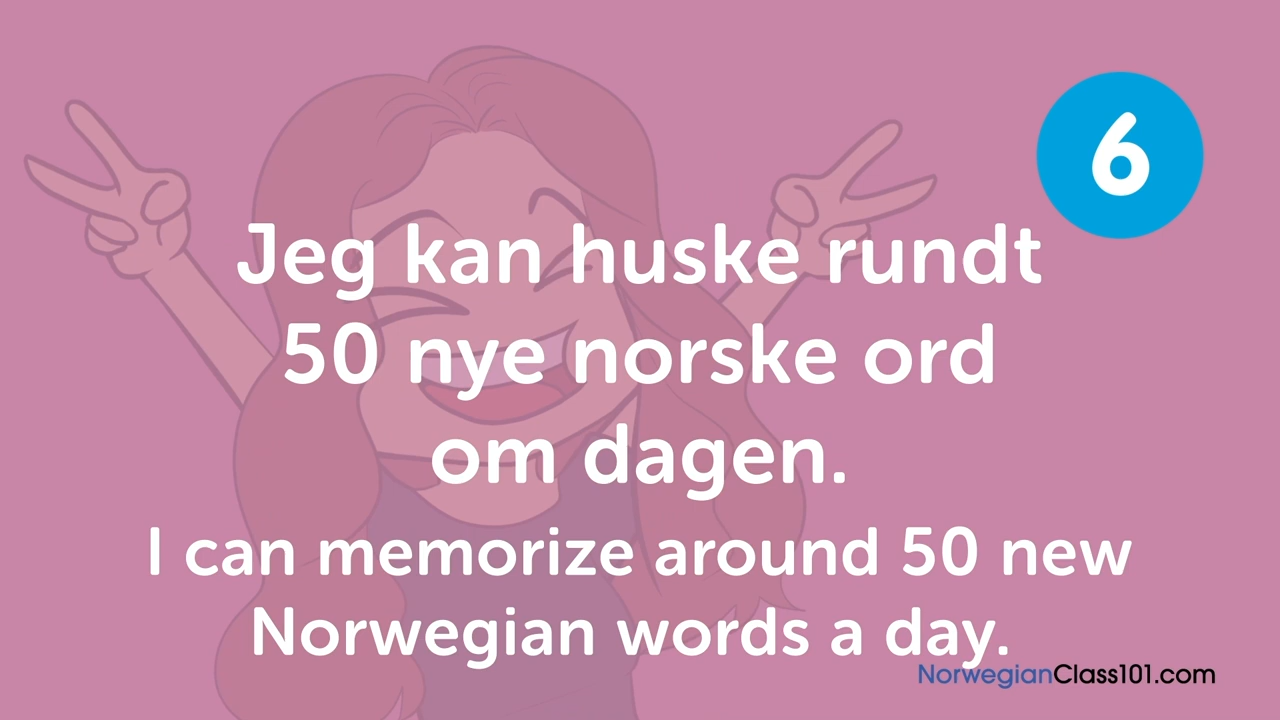 6
Jeg kan huske rundt
50 nye norske ord
om dagen.
I can memorize around 50 new
Norwegian words a day.
NorwegianClass101.com